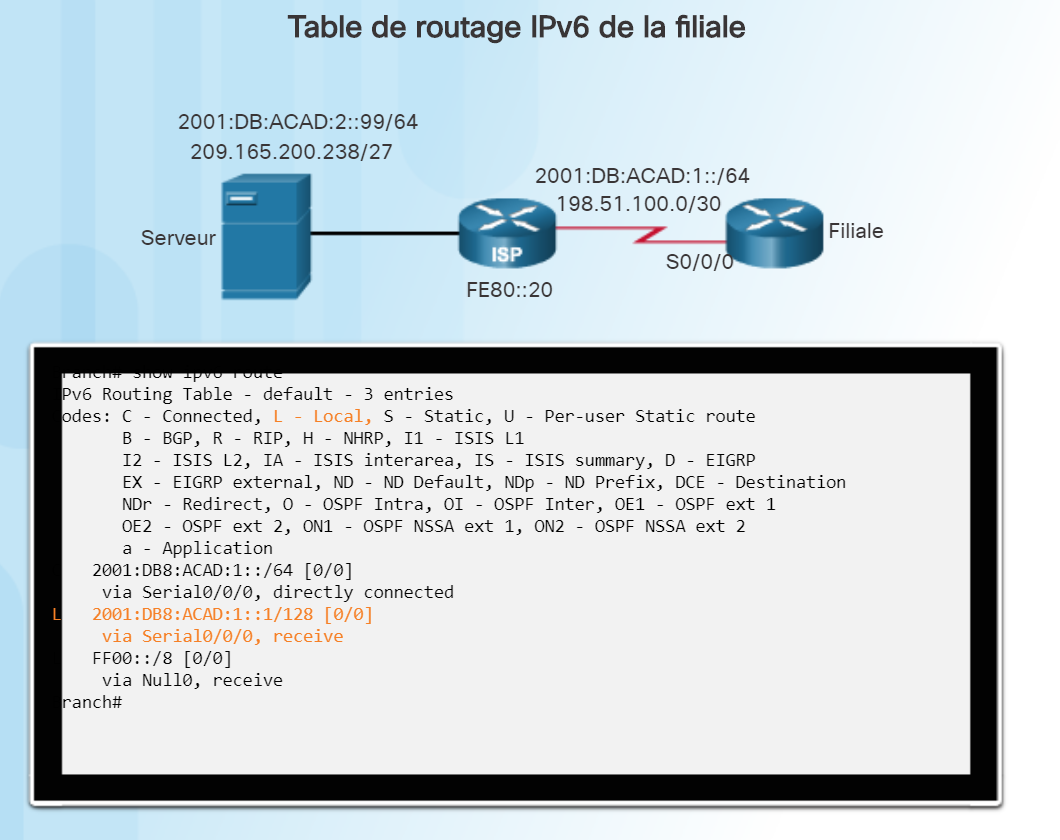 Table de routage IPv6 de la filiale
2001:DB:ACAD:2::99/64
209.165.200.238/27
2001:DB:ACAD:1::/64
198.51.100.0/30
Serveur
ISP
Filiale
S0/0/0
FE80::20
ranch# show ipv6 route
Pv6 Routing Table - default - 3 entries
odes: C - Connected, L - Local, S - Static, U - Per-user Static route
B - BGP, R - RIP, H - NHRP, I1 - ISIS L1
I2 - ISIS L2, IA - ISIS interarea, IS - ISIS summary, D - EIGRP
EX - EIGRP external, ND - ND Default, NDp - ND Prefix, DCE - Destination
NDr - Redirect, O - OSPF Intra, OI - OSPF Inter, OE1 - OSPF ext 1
OE2 - OSPF ext 2, ON1 - OSPF NSSA ext 1, ON2 - OSPF NSSA ext 2
a - Application
2001:DB8:ACAD:1::/64 [0/0]
via Serial0/0/0, directly connected
L 2001:DB8:ACAD:1::1/128 [0/0]
via Serial0/0/0, receive
FF00::/8 [0/0]
via Null0, receive
ranch#